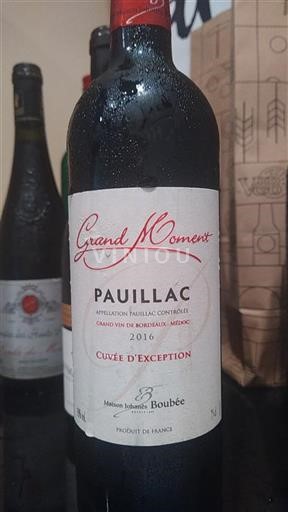 Grand Moment
VINIOU
PAUILLAC
APPELLATION PAUILLAC CONTRÔLÉE
GRAND VIN DE BORDEAUX - MÉDOC
2016
CUVÉE D'EXCEPTION
Maison Johanès Boubée
PRODUIT DE FRANCE